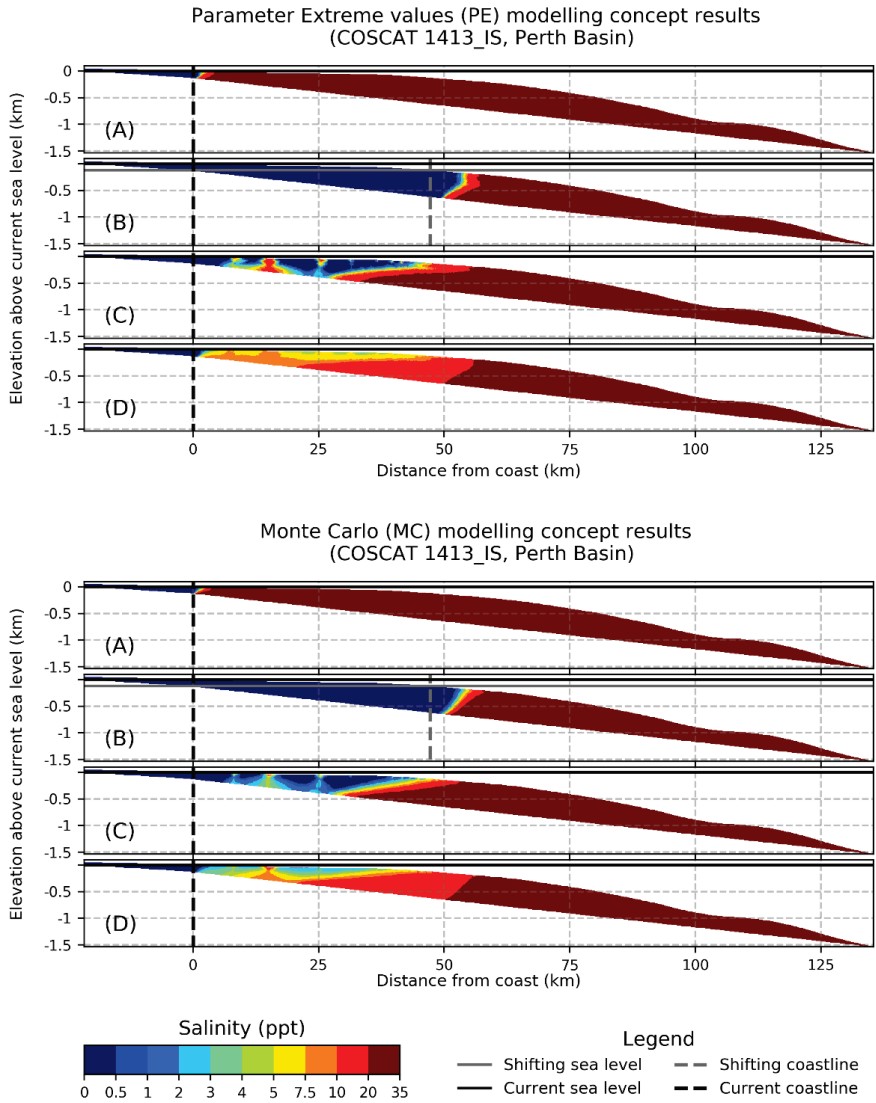 Parameter Extreme values (PE) modelling concept results
(COSCAT 1413_IS, Perth Basin)
Elevation above current sea level (km)
0
-0.5
-1
-1.5
(A)
-0.5
-1
-1.5
(B)
-0.5
-1
-1.5
(C)
-0.5
-1
-1.5
(D)
0 25 50 75 100 125
Distance from coast (km)
Monte Carlo (MC) modelling concept results
(COSCAT 1413_IS, Perth Basin)
Elevation above current sea level (km)
0
-0.5
-1
-1.5
(A)
-0.5
-1
-1.5
(B)
-0.5
-1
-1.5
(C)
-0.5
-1
-1.5
(D)
0 25 50 75 100 125
Distance from coast (km)
Salinity (ppt)
0 0.5 1 2 3 4 5 7.5 10 20 35
Legend
Shifting sea level Shifting coastline
Current sea level Current coastline